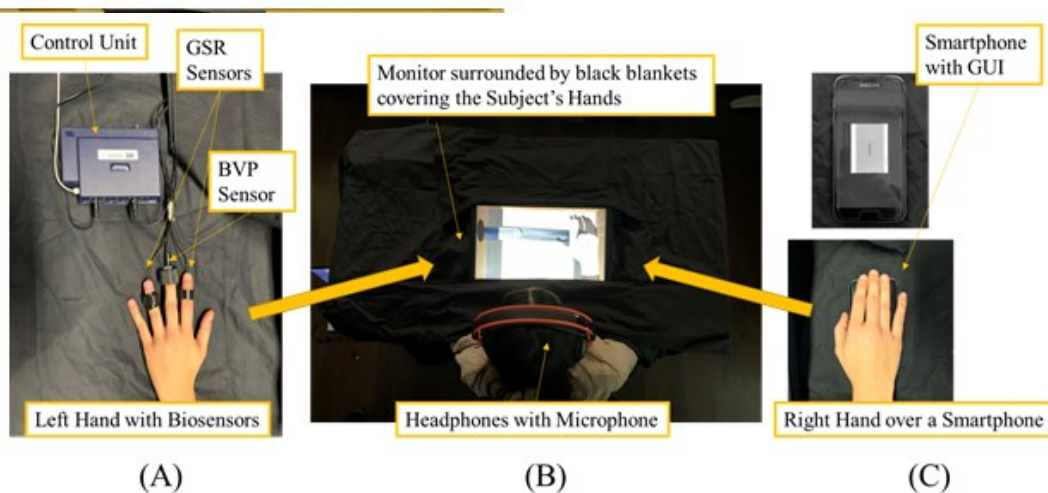 Control Unit
GSR
Sensors
BVP
Sensor
Left Hand with Biosensors
Monitor surrounded by black blankets
covering the Subject's Hands
Headphones with Microphone
Smartphone
with GUI
Right Hand over a Smartphone
(A)
(B)
(C)